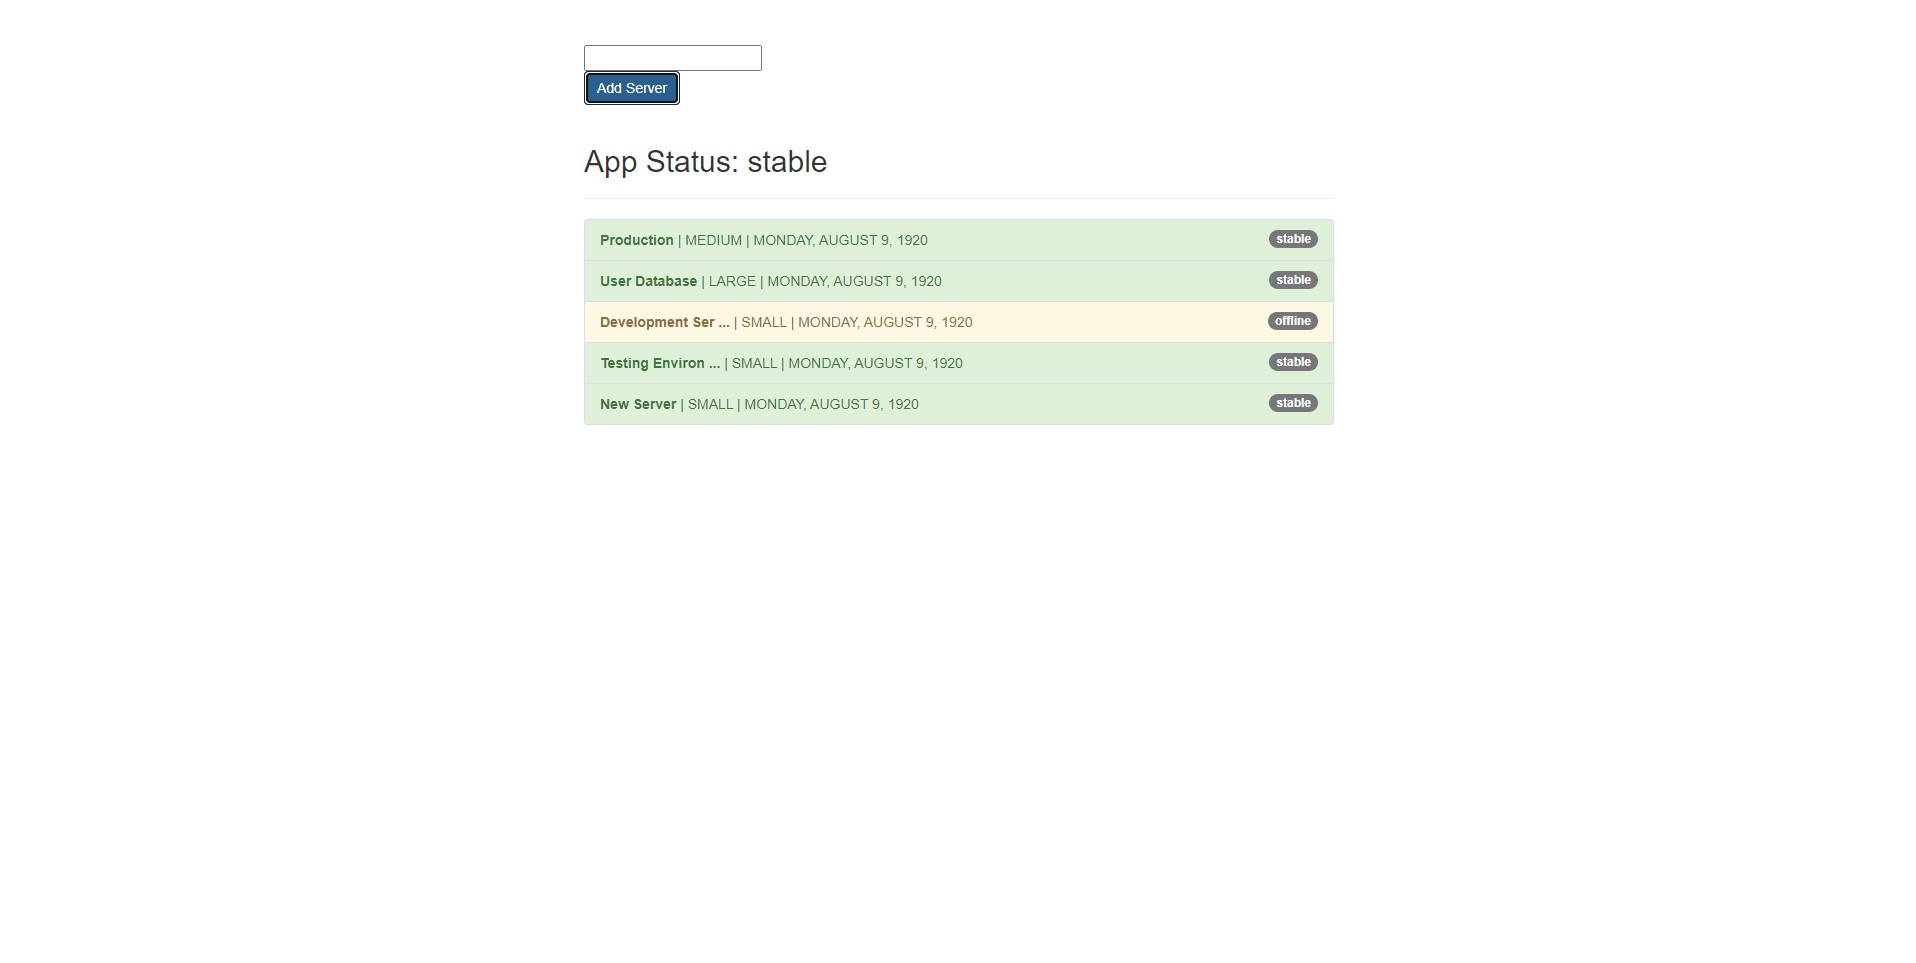 Add Server
App Status: stable
Production | MEDIUM | MONDAY, AUGUST 9, 1920 stable
User Database | LARGE | MONDAY, AUGUST 9, 1920 stable
Development Ser ... | SMALL | MONDAY, AUGUST 9, 1920 offline
Testing Environ ... | SMALL | MONDAY, AUGUST 9, 1920 stable
New Server | SMALL | MONDAY, AUGUST 9, 1920 stable